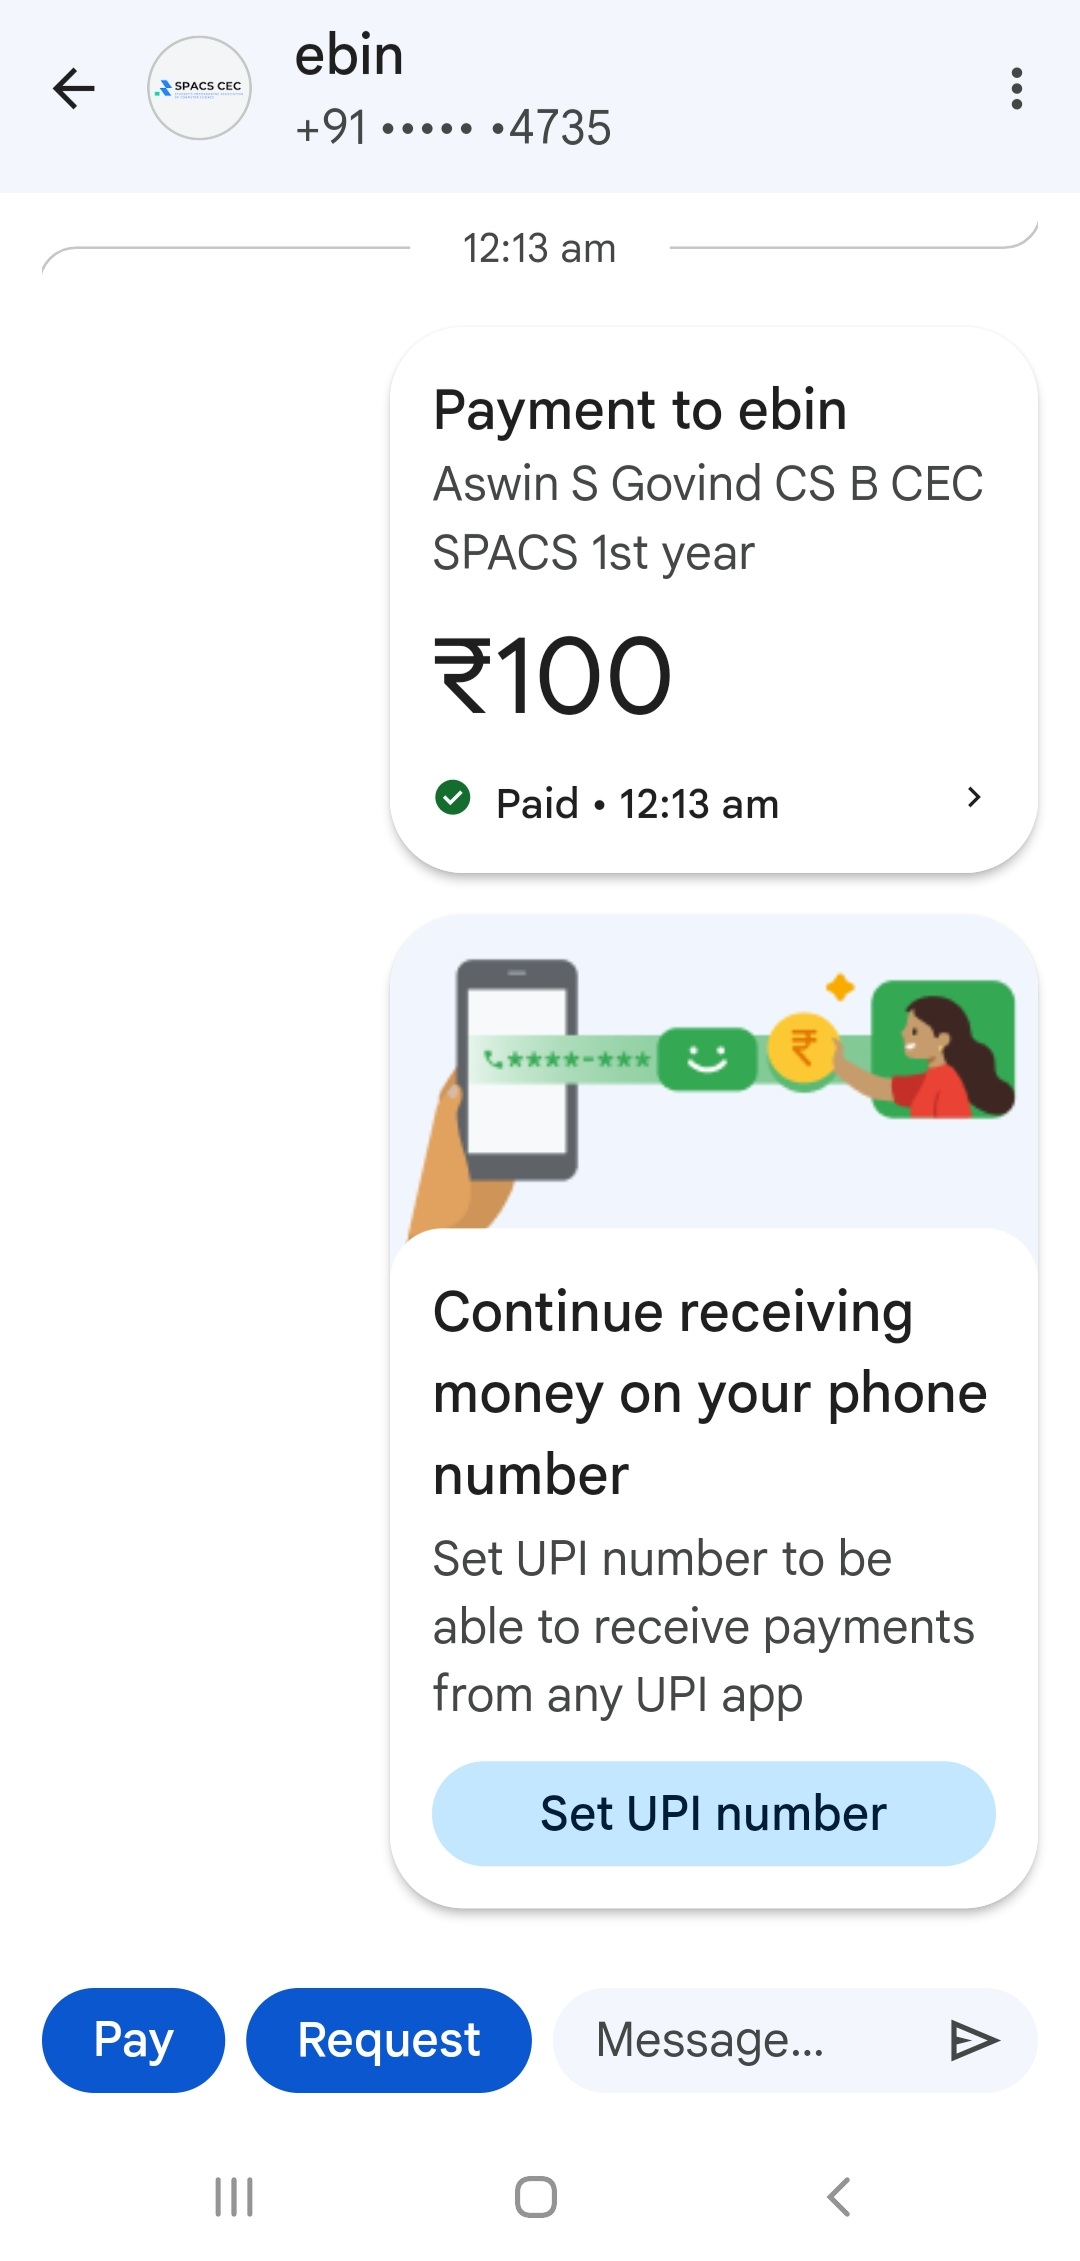 ebin
SPACS CEC
+91 ••••• •4735
12:13 am
Payment to ebin
Aswin S Govind CS B CEC
SPACS 1st year
₹100
Paid • 12:13 am
****-***
₹
Continue receiving
money on your phone
number
Set UPI number to be
able to receive payments
from any UPI app
Set UPI number
Pay
Request
Message...